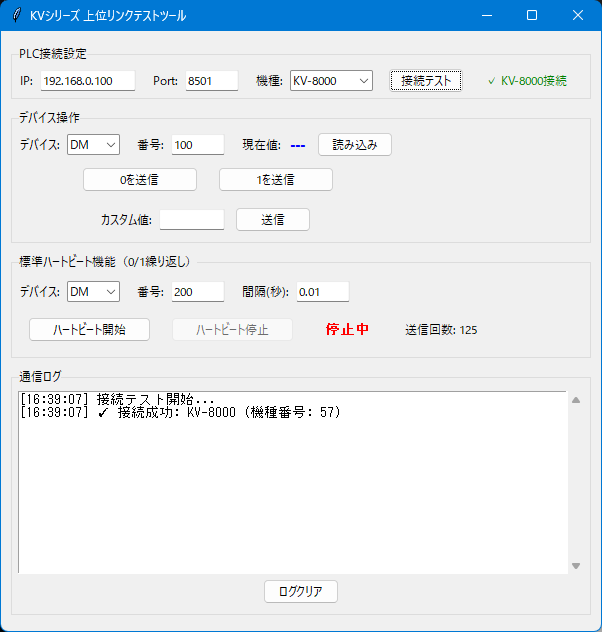 KVシリーズ 上位リンクテストツール
PLC接続設定
IP: 192.168.0.100 Port: 8501 機種: KV-8000 接続テスト ✓ KV-8000接続
デバイス操作
デバイス: DM 番号: 100 現在値: --- 読み込み
0を送信 1を送信
カスタム値: 送信
標準ハートビート機能（0/1繰り返し）
デバイス: DM 番号: 200 間隔(秒): 0.01
ハートビート開始 ハートビート停止 停止中 送信回数: 125
通信ログ
[16:39:07] 接続テスト開始...
[16:39:07] ✓ 接続成功: KV-8000 (機種番号: 57)
ログクリア